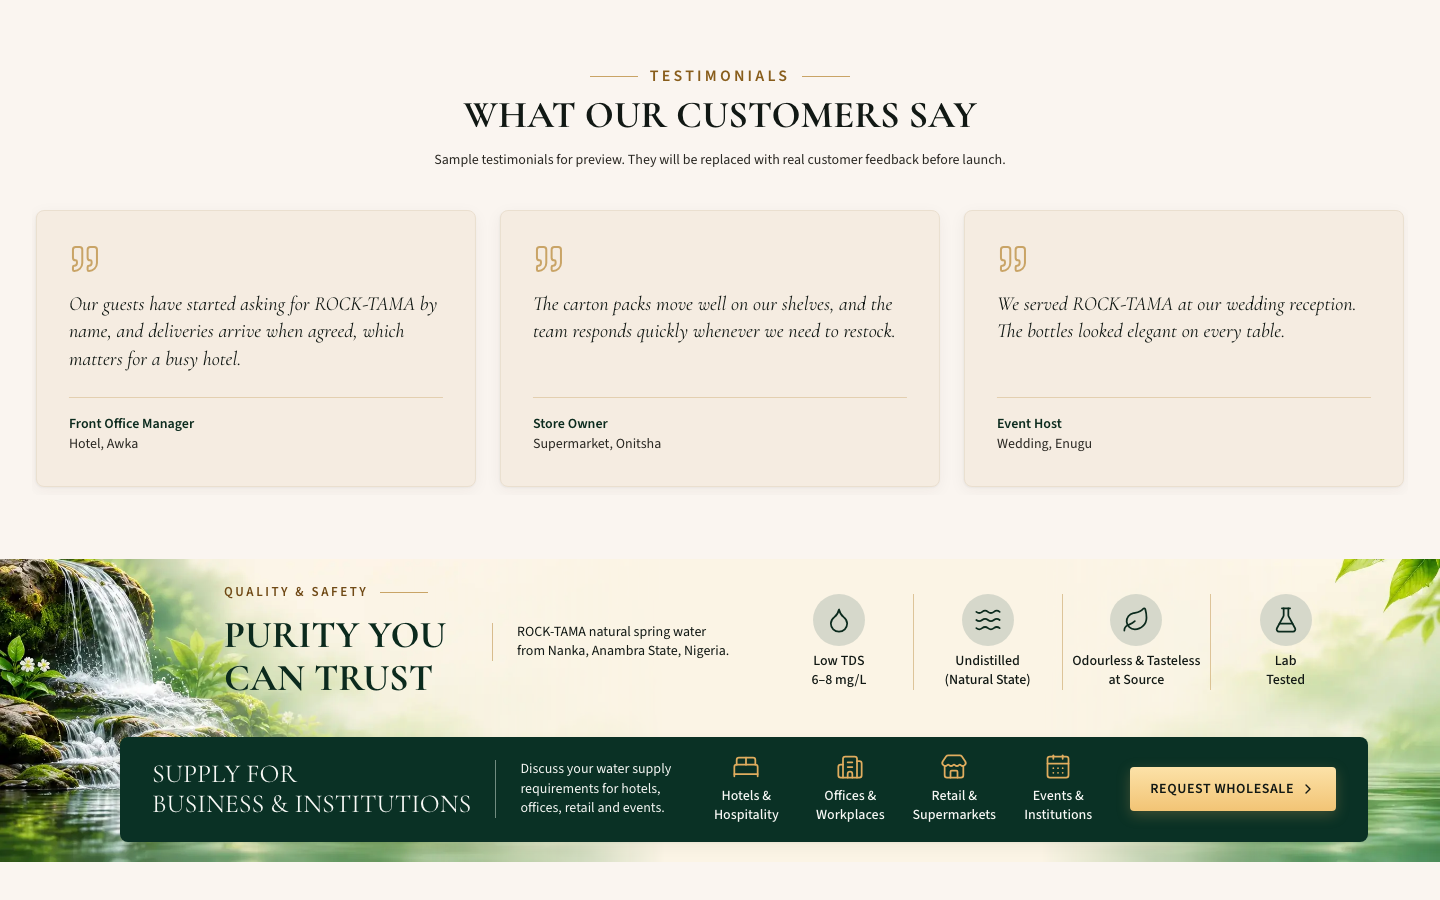 TESTIMONIALS
WHAT OUR CUSTOMERS SAY
Sample testimonials for preview. They will be replaced with real customer feedback before launch.
Our guests have started asking for ROCK-TAMA by
name, and deliveries arrive when agreed, which
matters for a busy hotel.
Front Office Manager
Hotel, Awka
The carton packs move well on our shelves, and the
team responds quickly whenever we need to restock.
Store Owner
Supermarket, Onitsha
We served ROCK-TAMA at our wedding reception.
The bottles looked elegant on every table.
Event Host
Wedding, Enugu
QUALITY & SAFETY
PURITY YOU
CAN TRUST
ROCK-TAMA natural spring water
from Nanka, Anambra State, Nigeria.
Low TDS
6–8 mg/L
Undistilled
(Natural State)
Odourless & Tasteless
at Source
Lab
Tested
SUPPLY FOR
BUSINESS & INSTITUTIONS
Discuss your water supply
requirements for hotels,
offices, retail and events.
Hotels &
Hospitality
Offices &
Workplaces
Retail &
Supermarkets
Events &
Institutions
REQUEST WHOLESALE